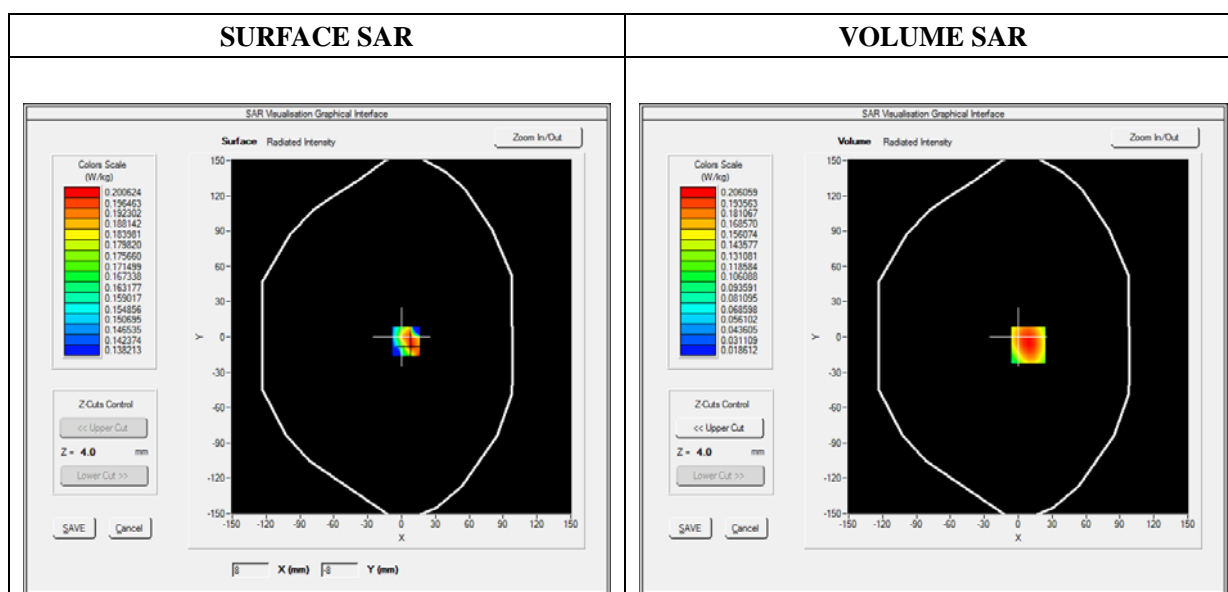 SURFACE SAR
VOLUME SAR
SAR Visualisation Graphical Interface
Surface Radiated Intensity
Zoom In/Out
Colors Scale
(W/kg)
0.200624
0.196463
0.192302
0.188142
0.183981
0.179820
0.175660
0.171499
0.167338
0.163177
0.159017
0.154856
0.150695
0.146535
0.142374
0.138213
Z-Cuts Control
<< Upper Cut
Z = 4.0 mm
Lower Cut >>
SAVE Cancel
150
120
90
60
30
0
-30
-60
-90
-120
-150
Y
-150 -120 -90 -60 -30 0 30 60 90 120 150
X
8 X (mm) -8 Y (mm)
SAR Visualisation Graphical Interface
Volume Radiated Intensity
Zoom In/Out
Colors Scale
(W/kg)
0.206059
0.193563
0.181067
0.168570
0.156074
0.143577
0.131081
0.118584
0.106088
0.093591
0.081095
0.068598
0.056102
0.043605
0.031109
0.018612
Z-Cuts Control
<< Upper Cut
Z = 4.0 mm
Lower Cut >>
SAVE Cancel
150
120
90
60
30
0
-30
-60
-90
-120
-150
Y
-150 -120 -90 -60 -30 0 30 60 90 120 150
X